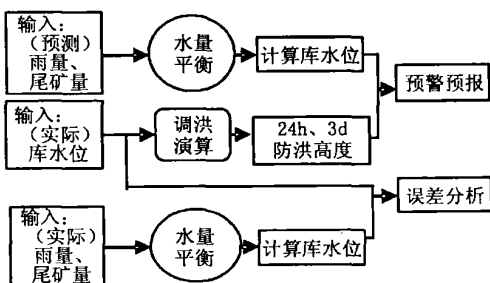 输入：
（预测）
雨量、
尾矿量
水量
平衡
计算库水位
预警预报
输入：
（实际）
库水位
调洪
演算
24h、3d
防洪高度
误差分析
输入：
（实际）
雨量、
尾矿量
水量
平衡
计算库水位